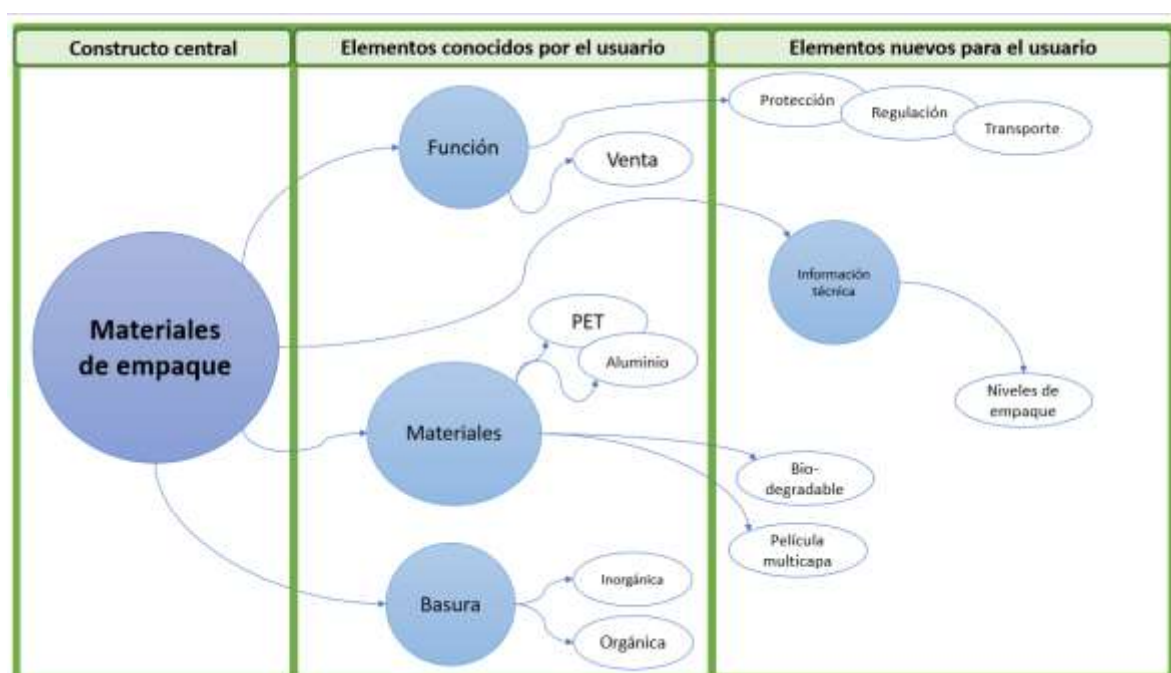 Constructo central
Elementos conocidos por el usuario
Elementos nuevos para el usuario
Protección
Regulación
Transporte
Función
Venta
Información
técnica
Materiales
de empaque
PET
Aluminio
Niveles de
empaque
Materiales
Bio-
degradable
Película
multicapa
Basura
Inorgánica
Orgánica